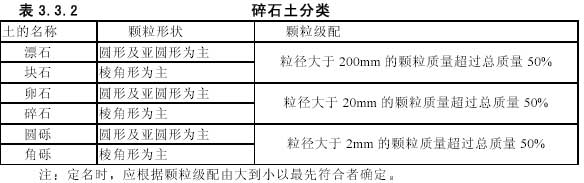 表 3.3.2 碎石土分类
土的名称 颗粒形状 颗粒级配
漂石 圆形及亚圆形为主 粒径大于 200mm 的颗粒质量超过总质量 50%
块石 棱角形为主
卵石 圆形及亚圆形为主 粒径大于 20mm 的颗粒质量超过总质量 50%
碎石 棱角形为主
圆砾 圆形及亚圆形为主 粒径大于 2mm 的颗粒质量超过总质量 50%
角砾 棱角形为主
注：定名时，应根据颗粒级配由大到小以最先符合者确定。